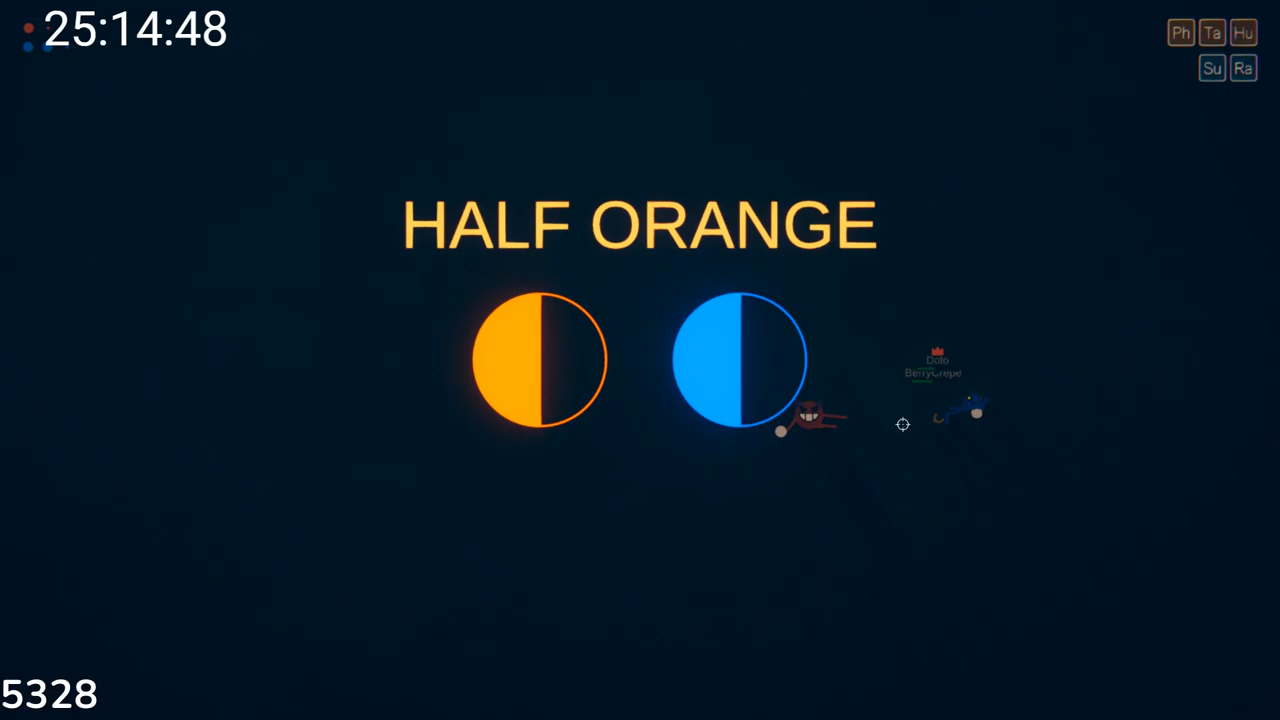 25:14:48
Ph Ta Hu
Su Ra
HALF ORANGE
Doto
BerryCrepe
5328